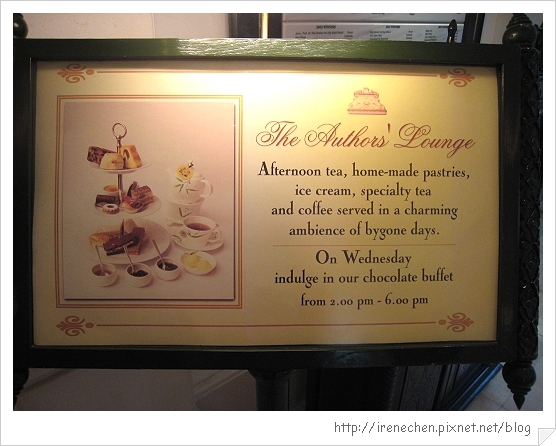 The Authors' Lounge
Afternoon tea, home-made pastries,
ice cream, specialty tea
and coffee served in a charming
ambience of bygone days.
On Wednesday
indulge in our chocolate buffet
from 2.00 pm - 6.00 pm
http://irenechen.pixnet.net/blog